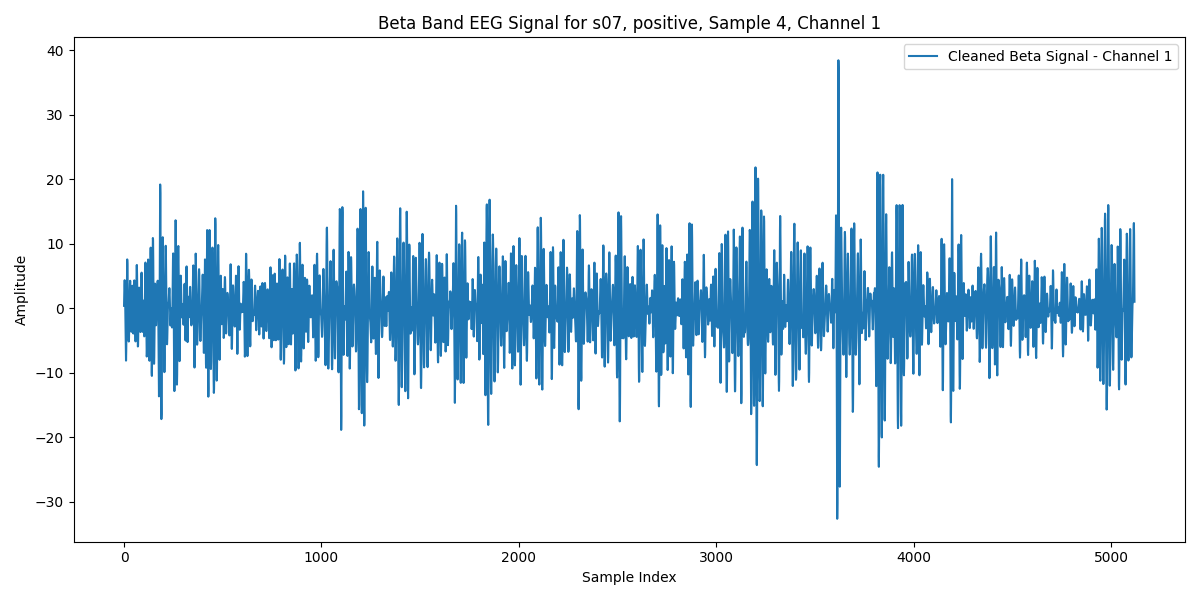 Beta Band EEG Signal for s07, positive, Sample 4, Channel 1
Cleaned Beta Signal - Channel 1
Amplitude
40
30
20
10
0
−10
−20
−30
0 1000 2000 3000 4000 5000
Sample Index